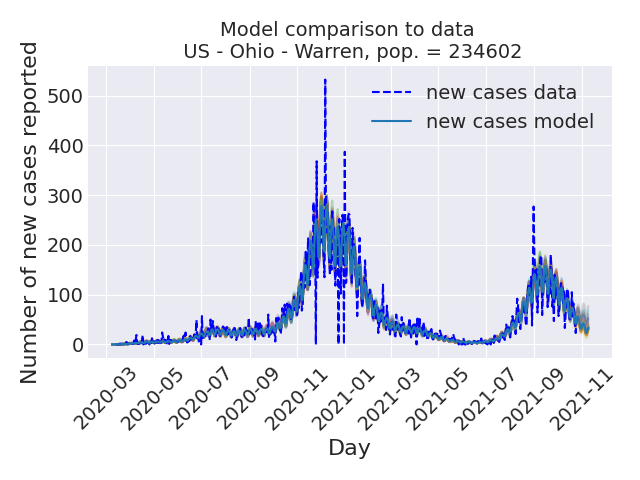 Model comparison to data
US - Ohio - Warren, pop. = 234602
Number of new cases reported
500
400
300
200
100
0
new cases data
new cases model
2020-03
2020-05
2020-07
2020-09
2020-11
2021-01
2021-03
2021-05
2021-07
2021-09
2021-11
Day